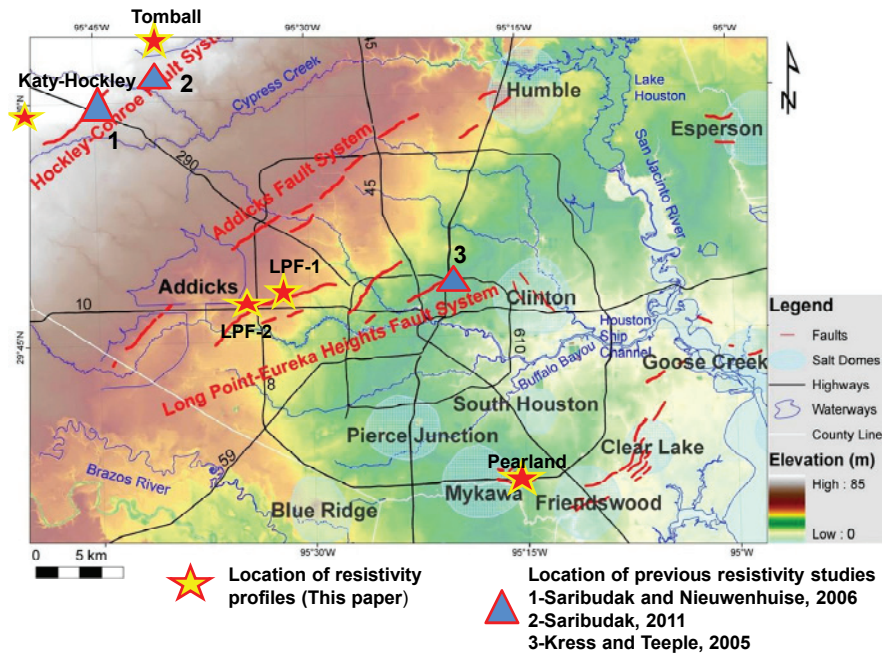 Tomball
95°45'W
95°15'W
95°W
45
Katy-Hockley
2
1
Hockley-Conroe Fault System
Cypress Creek
Humble
Lake
Houston
Esperson
San Jacinto River
290
Addicks Fault System
45
3
LPF-1
Addicks
10
LPF-2
Clinton
Long Point-Eureka Heights Fault System
610
Houston
Ship
Channel
Buffalo Bayou
Goose Creek
29°45'N
8
South Houston
Pierce Junction
Clear Lake
Pearland
59
Brazos River
Mykawa
Friendswood
Blue Ridge
Legend
Faults
Salt Domes
Highways
Waterways
County Line
Elevation (m)
High : 85
Low : 0
0 5 km
95°30'W
95°15'W
95°W
Location of resistivity
profiles (This paper)
Location of previous resistivity studies
1-Saribudak and Nieuwenhuise, 2006
2-Saribudak, 2011
3-Kress and Teeple, 2005